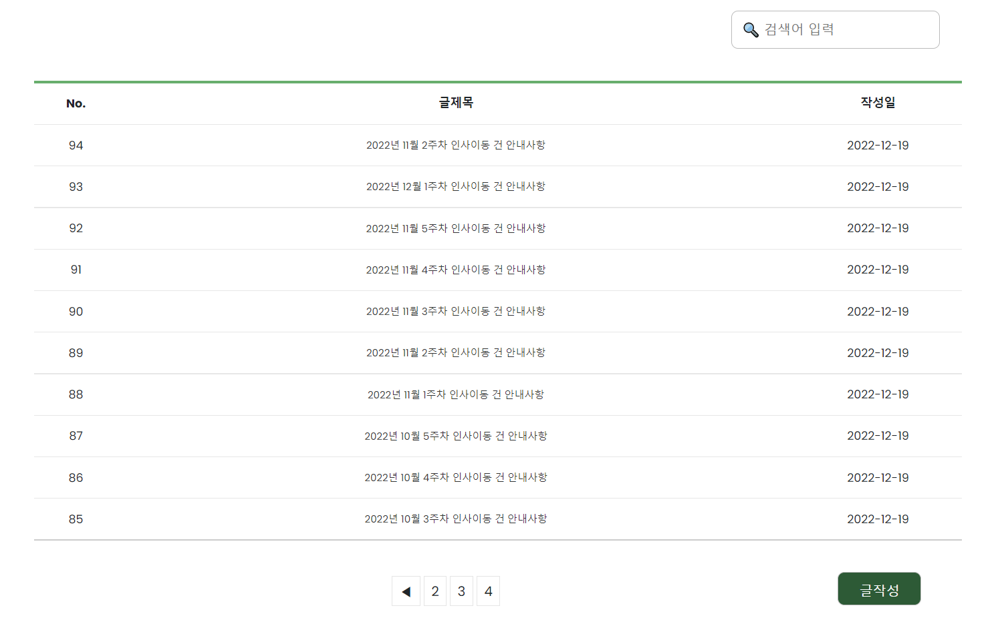 검색어 입력
No. 글제목 작성일
94 2022년 11월 2주차 인사이동 건 안내사항 2022-12-19
93 2022년 12월 1주차 인사이동 건 안내사항 2022-12-19
92 2022년 11월 5주차 인사이동 건 안내사항 2022-12-19
91 2022년 11월 4주차 인사이동 건 안내사항 2022-12-19
90 2022년 11월 3주차 인사이동 건 안내사항 2022-12-19
89 2022년 11월 2주차 인사이동 건 안내사항 2022-12-19
88 2022년 11월 1주차 인사이동 건 안내사항 2022-12-19
87 2022년 10월 5주차 인사이동 건 안내사항 2022-12-19
86 2022년 10월 4주차 인사이동 건 안내사항 2022-12-19
85 2022년 10월 3주차 인사이동 건 안내사항 2022-12-19
◀ 2 3 4 글작성